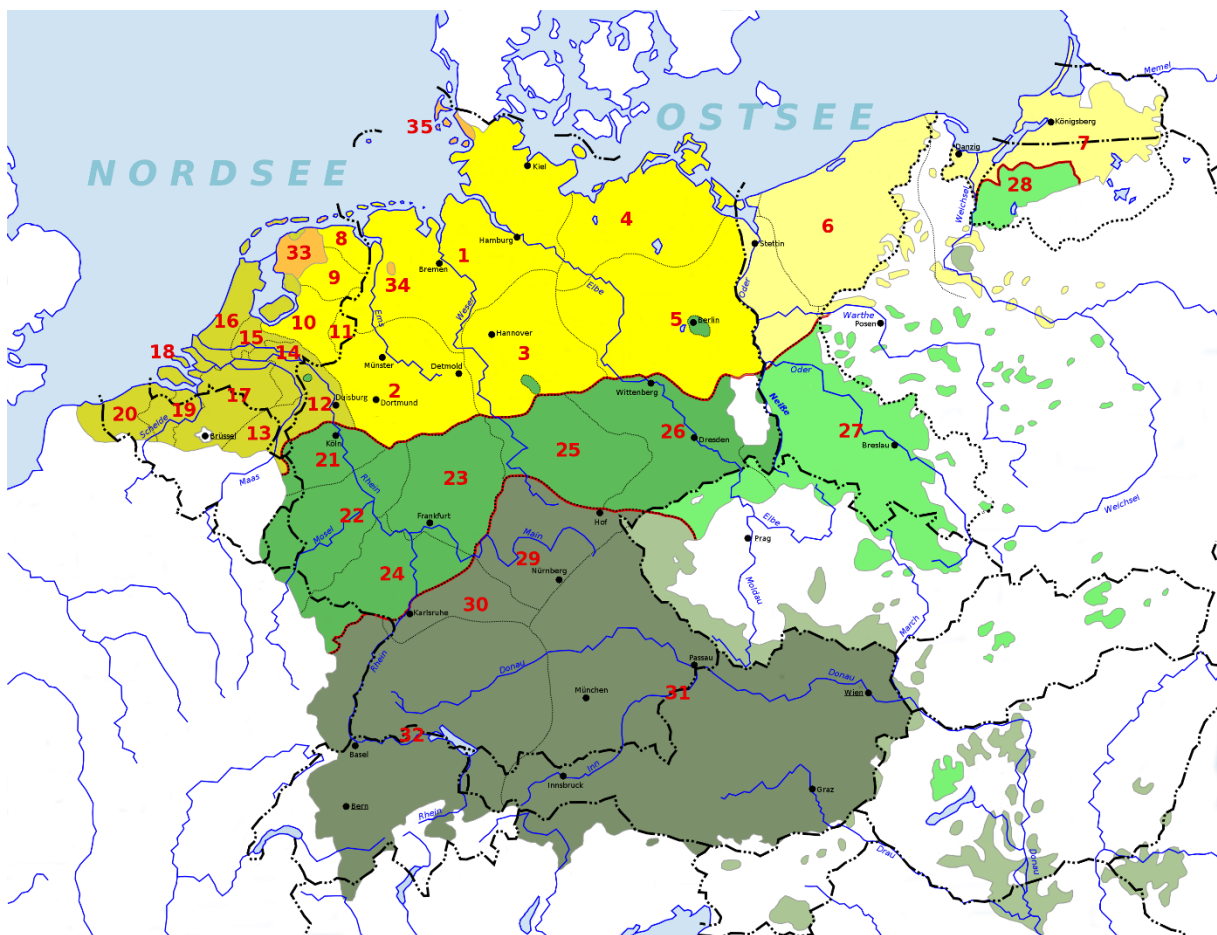 Memel
OSTSEE
35
Königsberg
7
NORDSEE
Danzig
Kiel
28
Weichsel
4
6
8
33
Hamburg
Stettin
1
9
Bremen
34
Elbe
Oder
Ems
Weser
16
10
11
5
Berlin
Warthe
Posen
15
Hannover
18
14
3
Münster
Detmold
Oder
2
Wittenberg
12
Duisburg
Dortmund
17
Neiße
20
19
Schelde
Brüssel
13
Köln
26
Dresden
27
Breslau
21
25
Maas
Rhein
23
Weichsel
22
Frankfurt
Hof
Elbe
Mosel
Main
Prag
29
24
Nürnberg
Moldau
30
Karlsruhe
March
Rhein
Donau
Passau
Donau
München
31
Wien
32
Basel
Inn
Innsbruck
Graz
Bern
Rhein
Drau
Donau